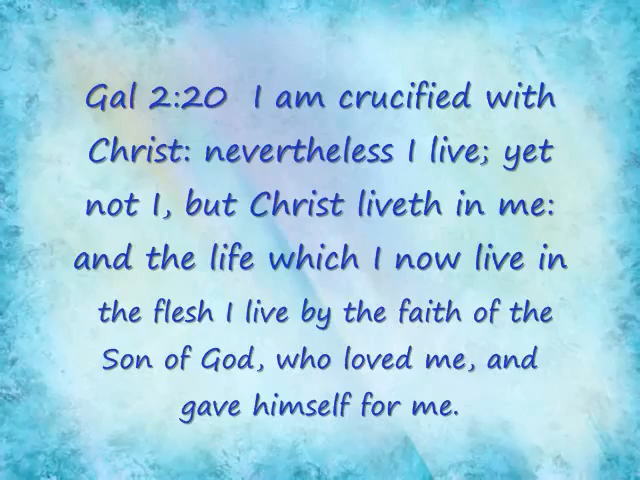 Gal 2:20  I am crucified with
Christ: nevertheless I live; yet
not I, but Christ liveth in me:
and the life which I now live in
the flesh I live by the faith of the
Son of God, who loved me, and
gave himself for me.